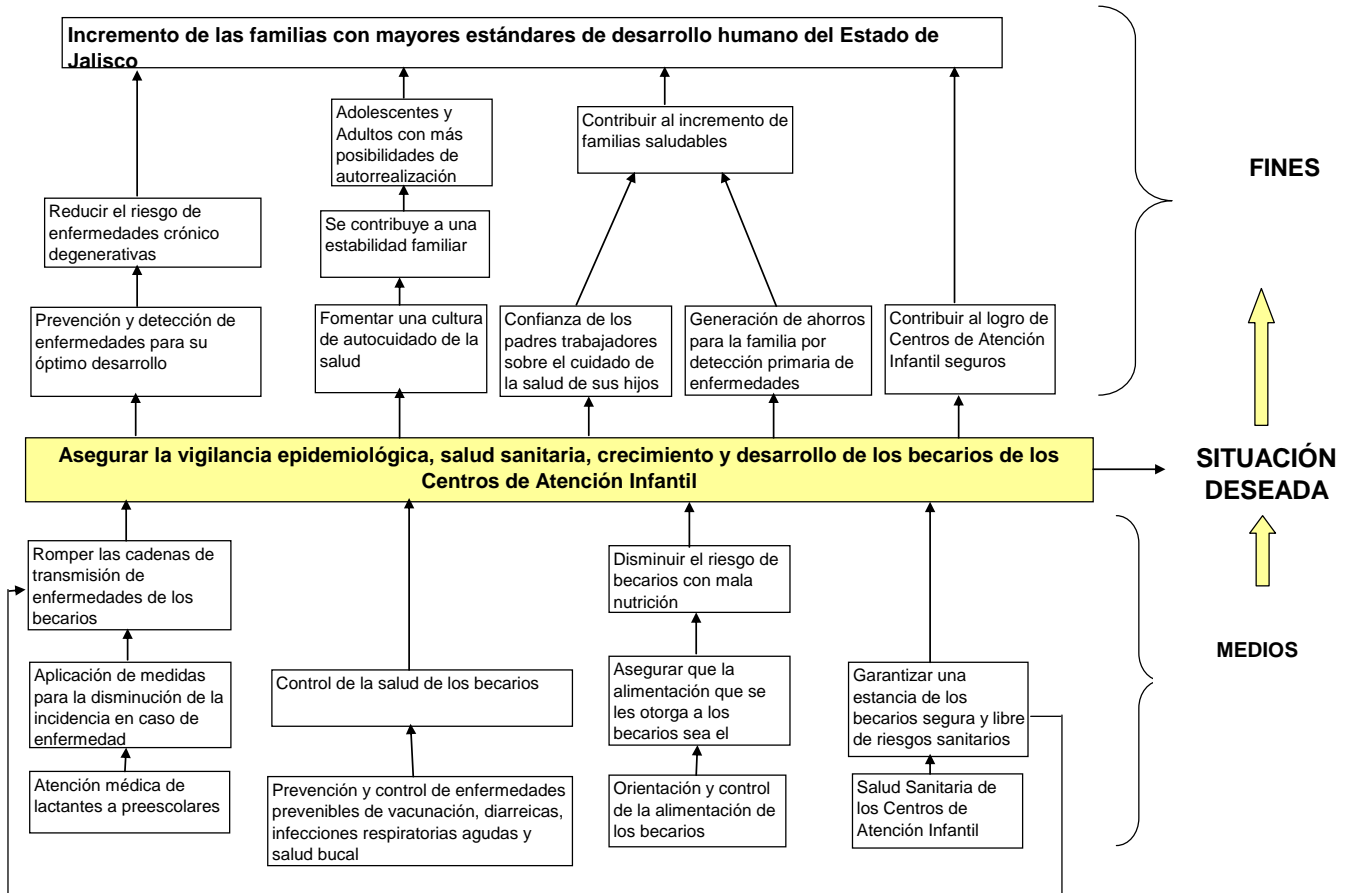 Incremento de las familias con mayores estándares de desarrollo humano del Estado de
Jalisco
Adolescentes y
Adultos con más
posibilidades de
autorrealización
Contribuir al incremento de
familias saludables
FINES
Reducir el riesgo de
enfermedades crónico
degenerativas
Se contribuye a una
estabilidad familiar
Prevención y detección de
enfermedades para su
óptimo desarrollo
Fomentar una cultura
de autocuidado de la
salud
Confianza de los
padres trabajadores
sobre el cuidado de
la salud de sus hijos
Generación de ahorros
para la familia por
detección primaria de
enfermedades
Contribuir al logro de
Centros de Atención
Infantil seguros
Asegurar la vigilancia epidemiológica, salud sanitaria, crecimiento y desarrollo de los becarios de los
Centros de Atención Infantil
SITUACIÓN
DESEADA
Romper las cadenas de
transmisión de
enfermedades de los
becarios
Disminuir el riesgo de
becarios con mala
nutrición
MEDIOS
Aplicación de medidas
para la disminución de la
incidencia en caso de
enfermedad
Control de la salud de los becarios
Asegurar que la
alimentación que se
les otorga a los
becarios sea el
Garantizar una
estancia de los
becarios segura y libre
de riesgos sanitarios
Atención médica de
lactantes a preescolares
Prevención y control de enfermedades
prevenibles de vacunación, diarreicas,
infecciones respiratorias agudas y
salud bucal
Orientación y control
de la alimentación de
los becarios
Salud Sanitaria de
los Centros de
Atención Infantil